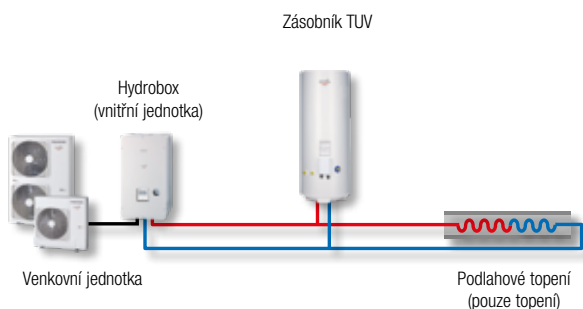 Zásobník TUV
Hydrobox
(vnitřní jednotka)
Venkovní jednotka
Podlahové topení
(pouze topení)